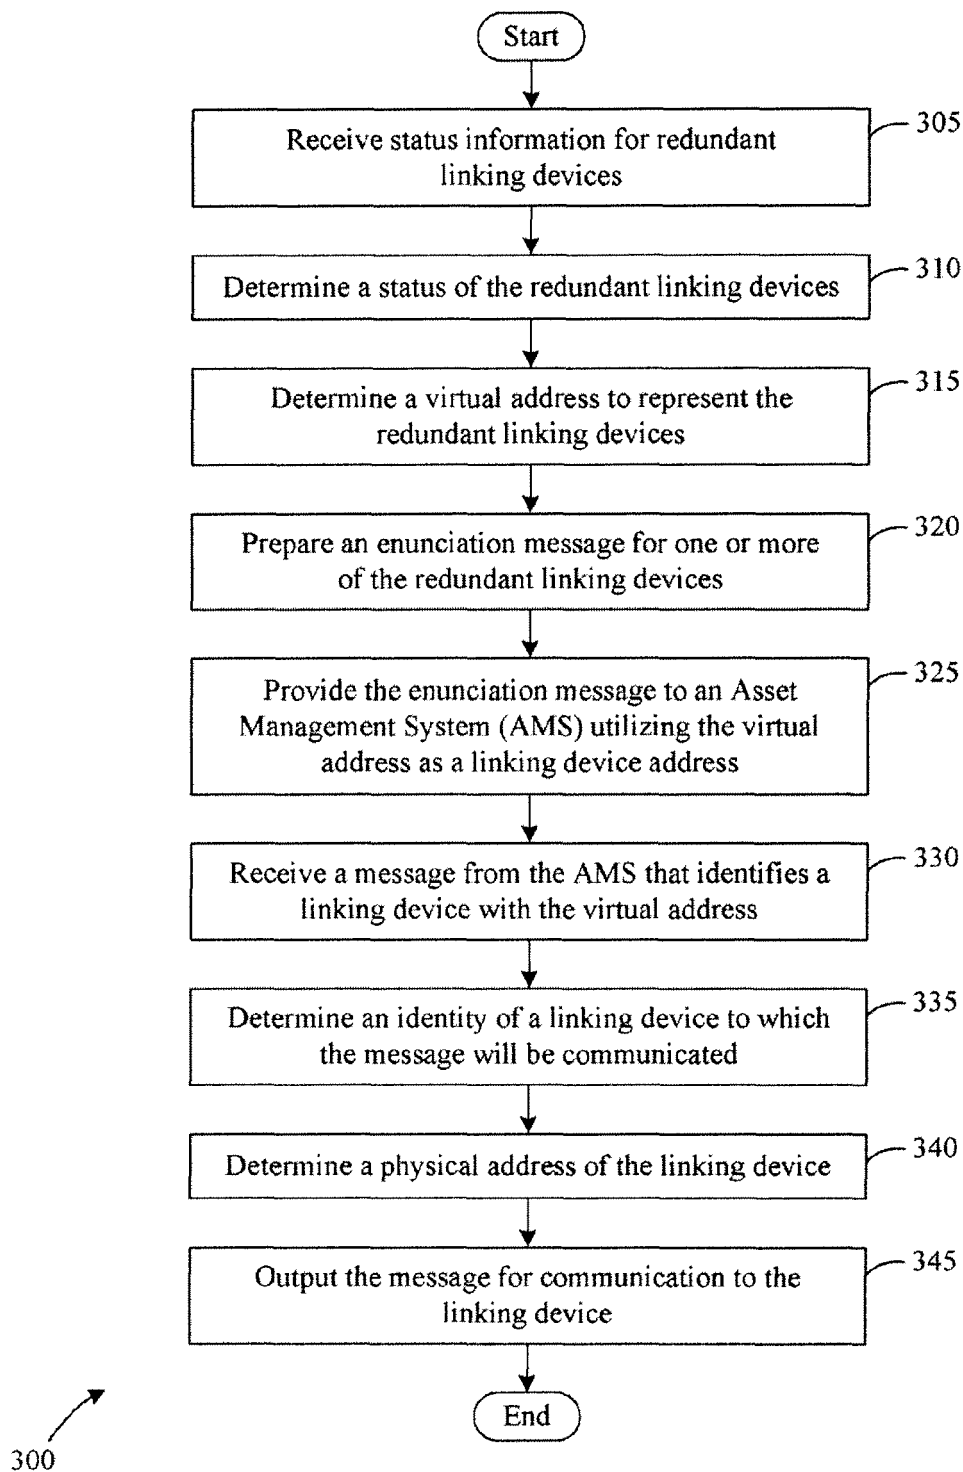 Start
Receive status information for redundant
linking devices
305
Determine a status of the redundant linking devices
310
Determine a virtual address to represent the
redundant linking devices
315
Prepare an enunciation message for one or more
of the redundant linking devices
320
Provide the enunciation message to an Asset
Management System (AMS) utilizing the virtual
address as a linking device address
325
Receive a message from the AMS that identifies a
linking device with the virtual address
330
Determine an identity of a linking device to which
the message will be communicated
335
Determine a physical address of the linking device
340
Output the message for communication to the
linking device
345
End
300